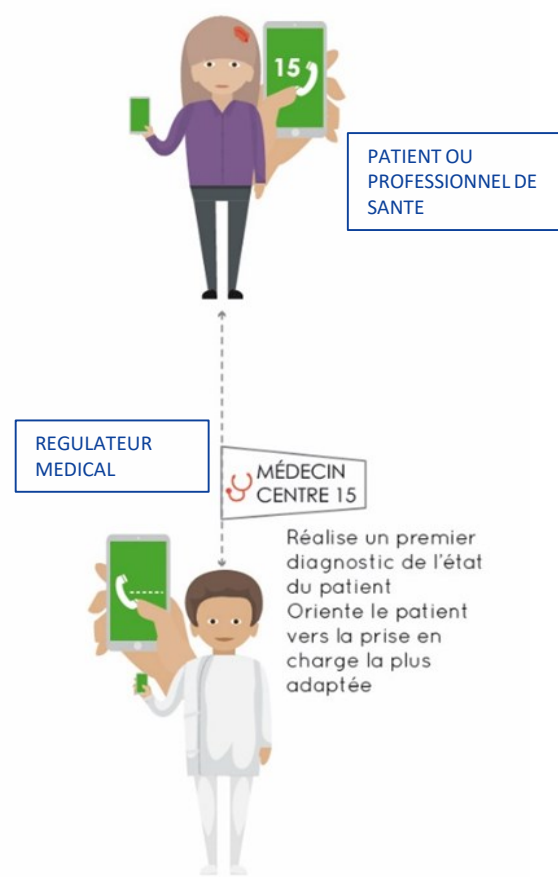 15
PATIENT OU
PROFESSIONNEL DE
SANTE
REGULATEUR
MEDICAL
MÉDECIN
CENTRE 15
Réalise un premier
diagnostic de l'état
du patient
Oriente le patient
vers la prise en
charge la plus
adaptée